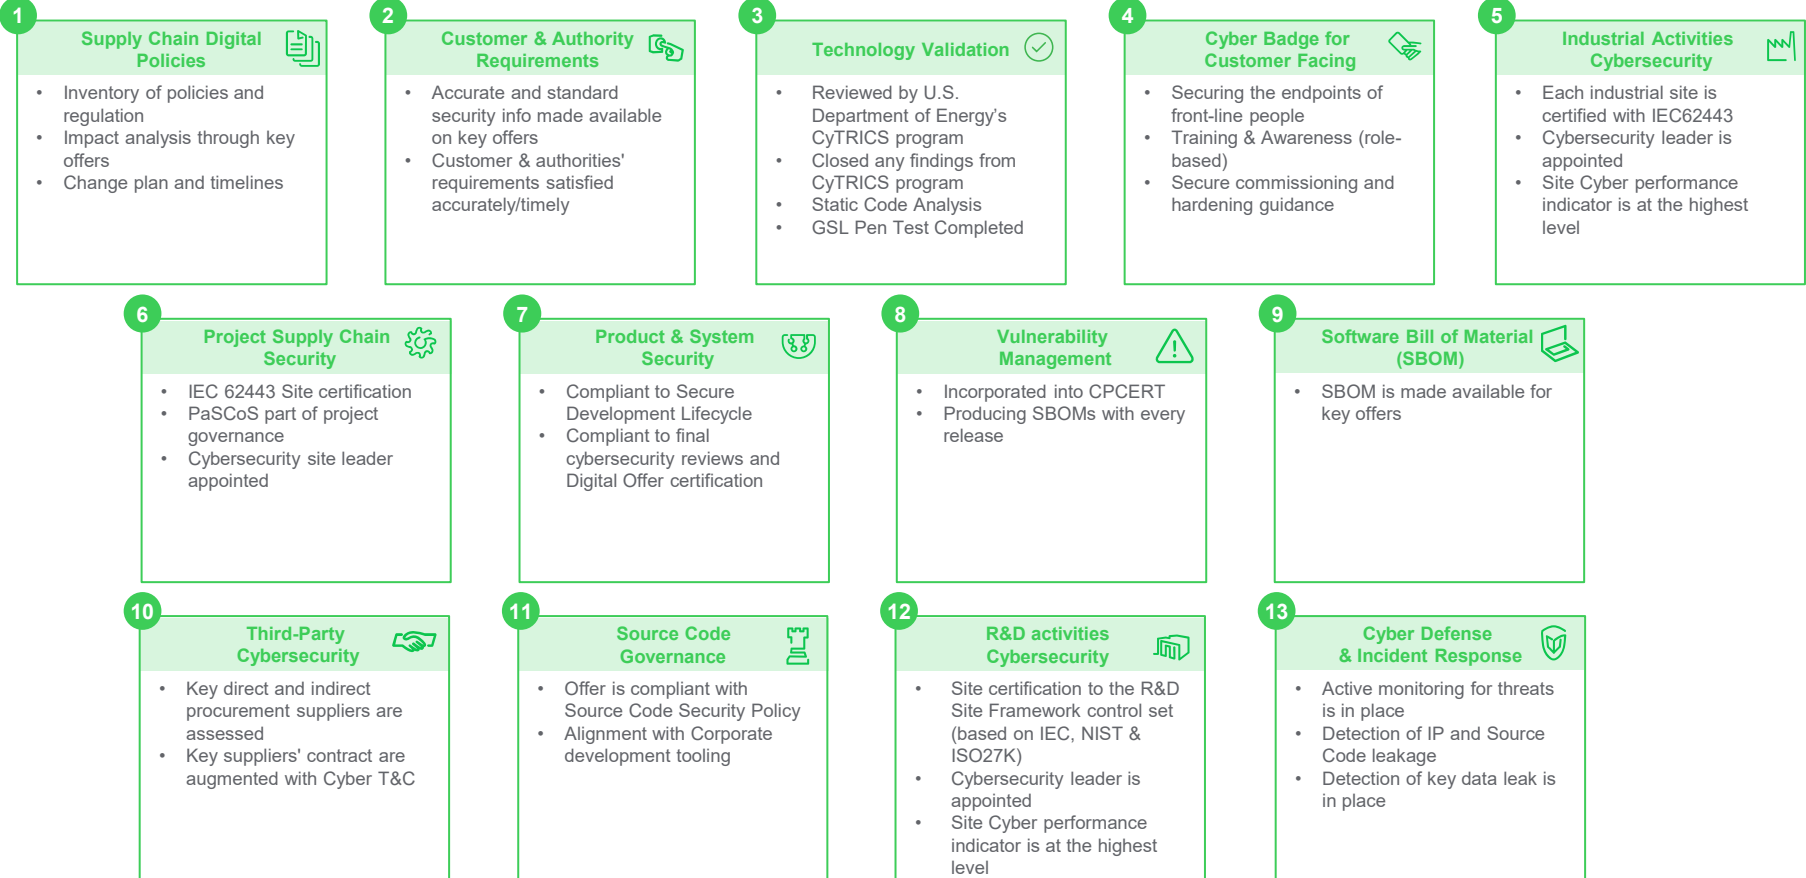 1
Supply Chain Digital
Policies
• Inventory of policies and
regulation
• Impact analysis through key
offers
• Change plan and timelines
2
Customer & Authority
Requirements
• Accurate and standard
security info made available
on key offers
• Customer & authorities'
requirements satisfied
accurately/timely
3
Technology Validation
• Reviewed by U.S.
Department of Energy's
CyTRICS program
• Closed any findings from
CyTRICS program
• Static Code Analysis
• GSL Pen Test Completed
4
Cyber Badge for
Customer Facing
• Securing the endpoints of
front-line people
• Training & Awareness (role-
based)
• Secure commissioning and
hardening guidance
5
Industrial Activities
Cybersecurity
• Each industrial site is
certified with IEC62443
• Cybersecurity leader is
appointed
• Site Cyber performance
indicator is at the highest
level
6
Project Supply Chain
Security
• IEC 62443 Site certification
• PaSCoS part of project
governance
• Cybersecurity site leader
appointed
7
Product & System
Security
• Compliant to Secure
Development Lifecycle
• Compliant to final
cybersecurity reviews and
Digital Offer certification
8
Vulnerability
Management
• Incorporated into CPCERT
• Producing SBOMs with every
release
9
Software Bill of Material
(SBOM)
• SBOM is made available for
key offers
10
Third-Party
Cybersecurity
• Key direct and indirect
procurement suppliers are
assessed
• Key suppliers' contract are
augmented with Cyber T&C
11
Source Code
Governance
• Offer is compliant with
Source Code Security Policy
• Alignment with Corporate
development tooling
12
R&D activities
Cybersecurity
• Site certification to the R&D
Site Framework control set
(based on IEC, NIST &
ISO27K)
• Cybersecurity leader is
appointed
• Site Cyber performance
indicator is at the highest
level
13
Cyber Defense
& Incident Response
• Active monitoring for threats
is in place
• Detection of IP and Source
Code leakage
• Detection of key data leak is
in place